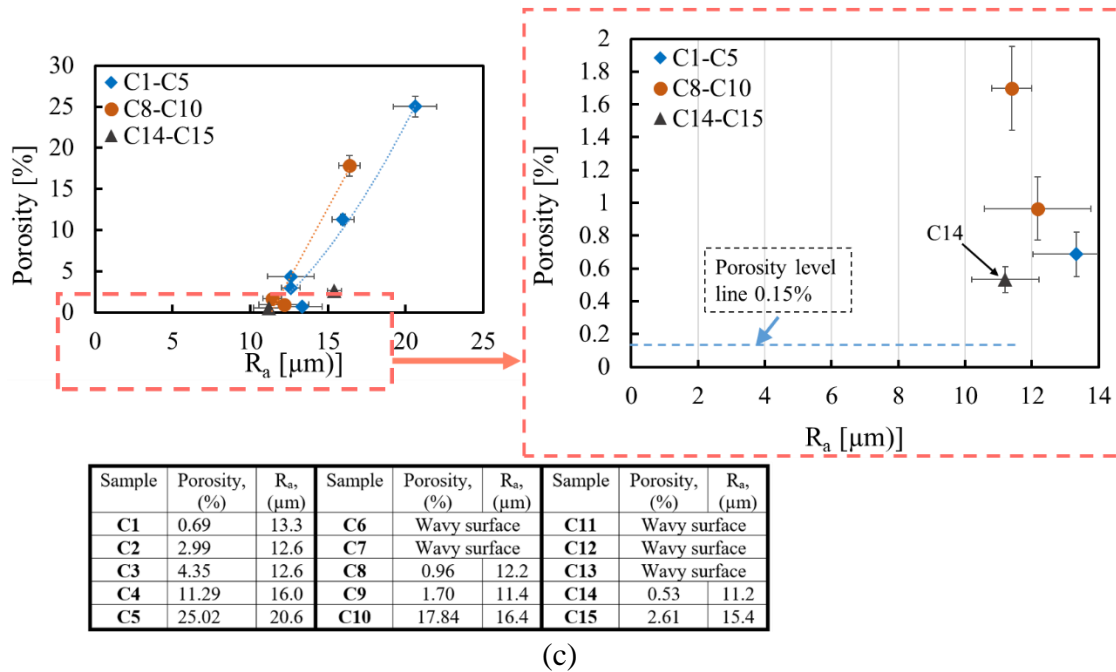 30
25
20
15
10
5
0
Porosity [%]
C1-C5
C8-C10
C14-C15
0 5 10 15 20 25
Ra [µm)]
2
1.8
1.6
1.4
1.2
1
0.8
0.6
0.4
0.2
0
Porosity [%]
C1-C5
C8-C10
C14-C15
C14
Porosity level
line 0.15%
0 2 4 6 8 10 12 14
Ra [µm)]
Sample Porosity, (%) Ra, (µm) Sample Porosity, (%) Ra, (µm) Sample Porosity, (%) Ra, (µm)
C1 0.69 13.3 C6 Wavy surface C11 Wavy surface
C2 2.99 12.6 C7 Wavy surface C12 Wavy surface
C3 4.35 12.6 C8 0.96 12.2 C13 Wavy surface
C4 11.29 16.0 C9 1.70 11.4 C14 0.53 11.2
C5 25.02 20.6 C10 17.84 16.4 C15 2.61 15.4
(c)